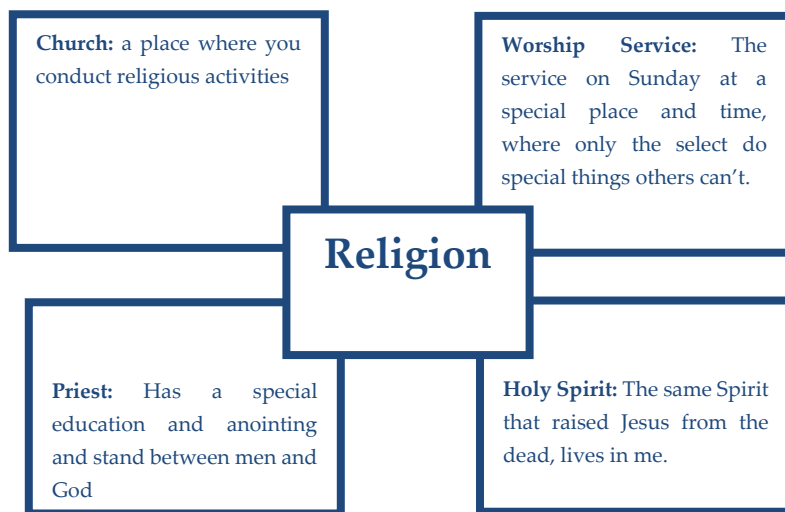 Church: a place where you
conduct religious activities
Worship Service: The
service on Sunday at a
special place and time,
where only the select do
special things others can’t.
Religion
Priest: Has a special
education and anointing
and stand between men and
God
Holy Spirit: The same Spirit
that raised Jesus from the
dead, lives in me.